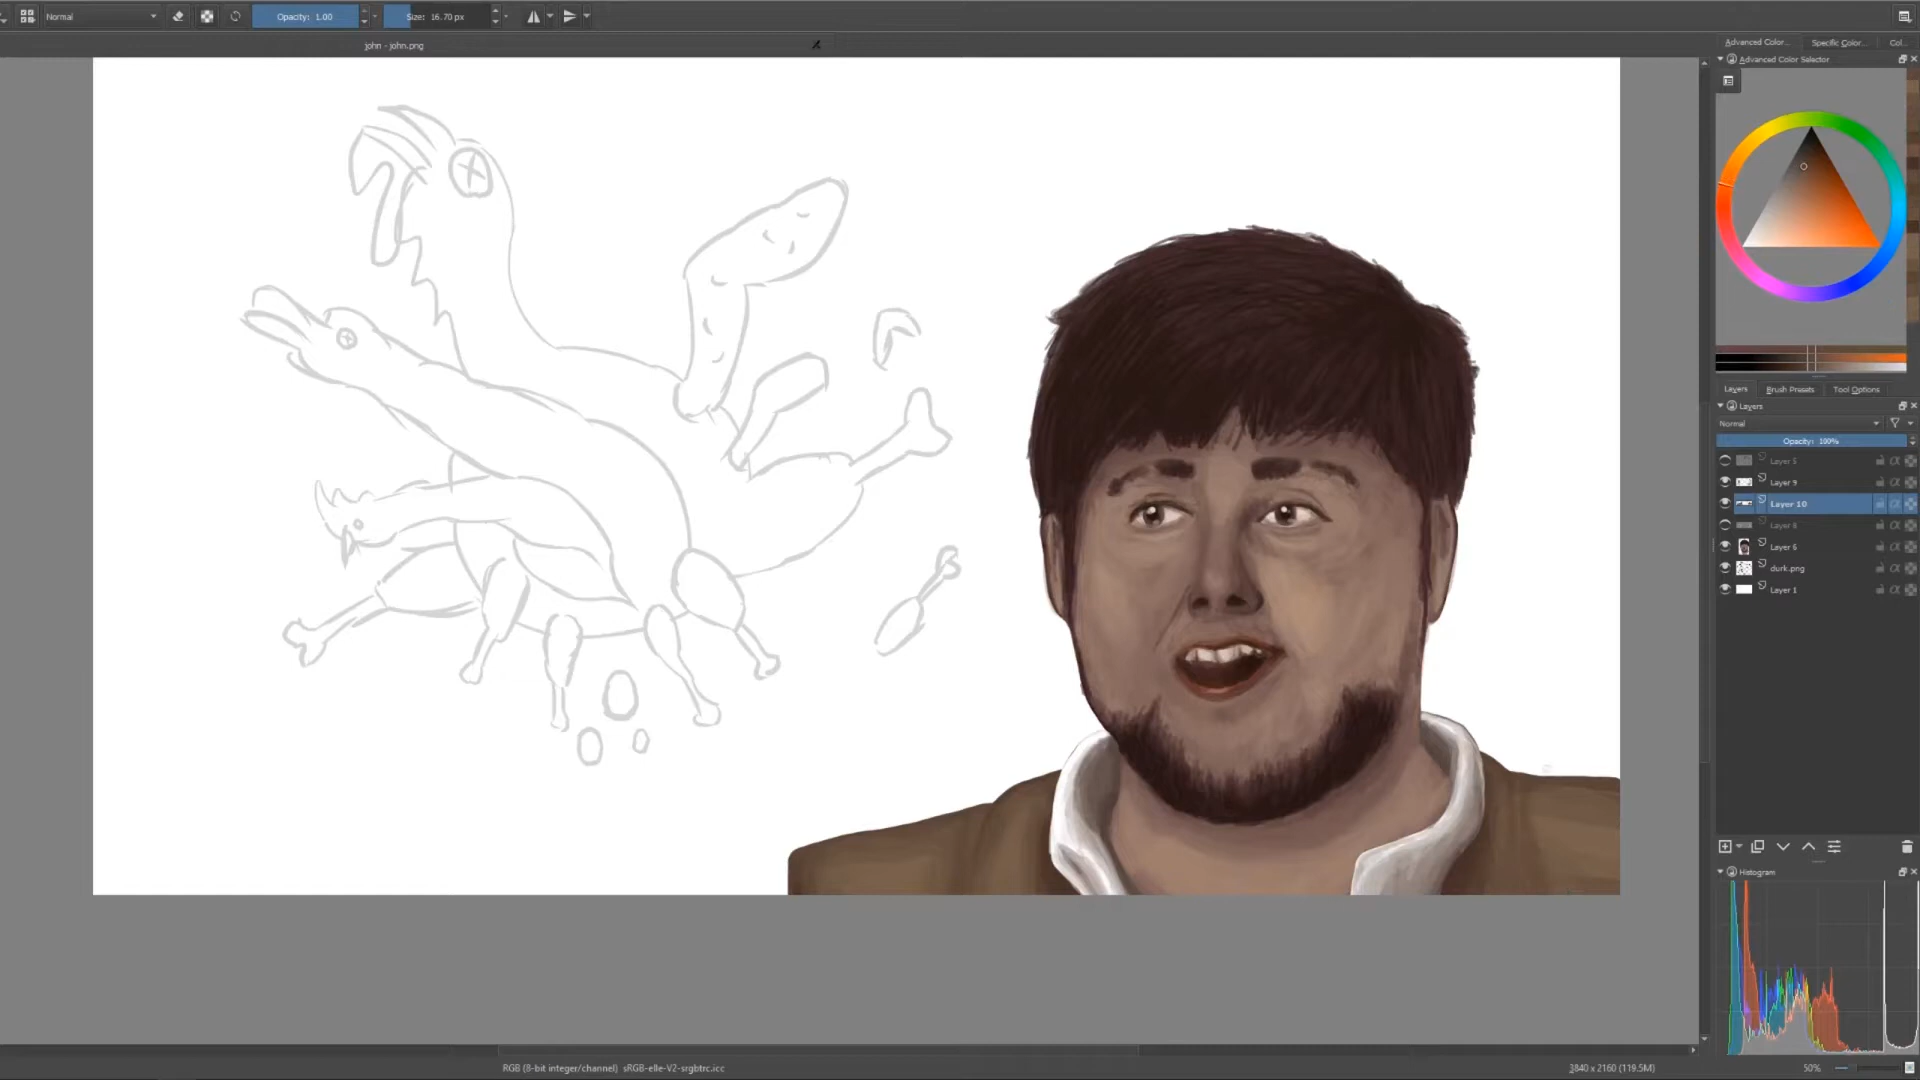 Normal
Opacity: 1.00
Size: 16.70 px
john - john.png
Advanced Color...
Specific Color...
Col...
Advanced Color Selector
Layers
Brush Presets
Tool Options
Layers
Normal
Opacity: 100%
Layer 5
Layer 9
Layer 10
Layer 8
Layer 6
durk.png
Layer 1
Histogram
RGB (8-bit integer/channel) sRGB-elle-V2-srgbtrc.icc
3840 x 2160 (119.5M)
50%